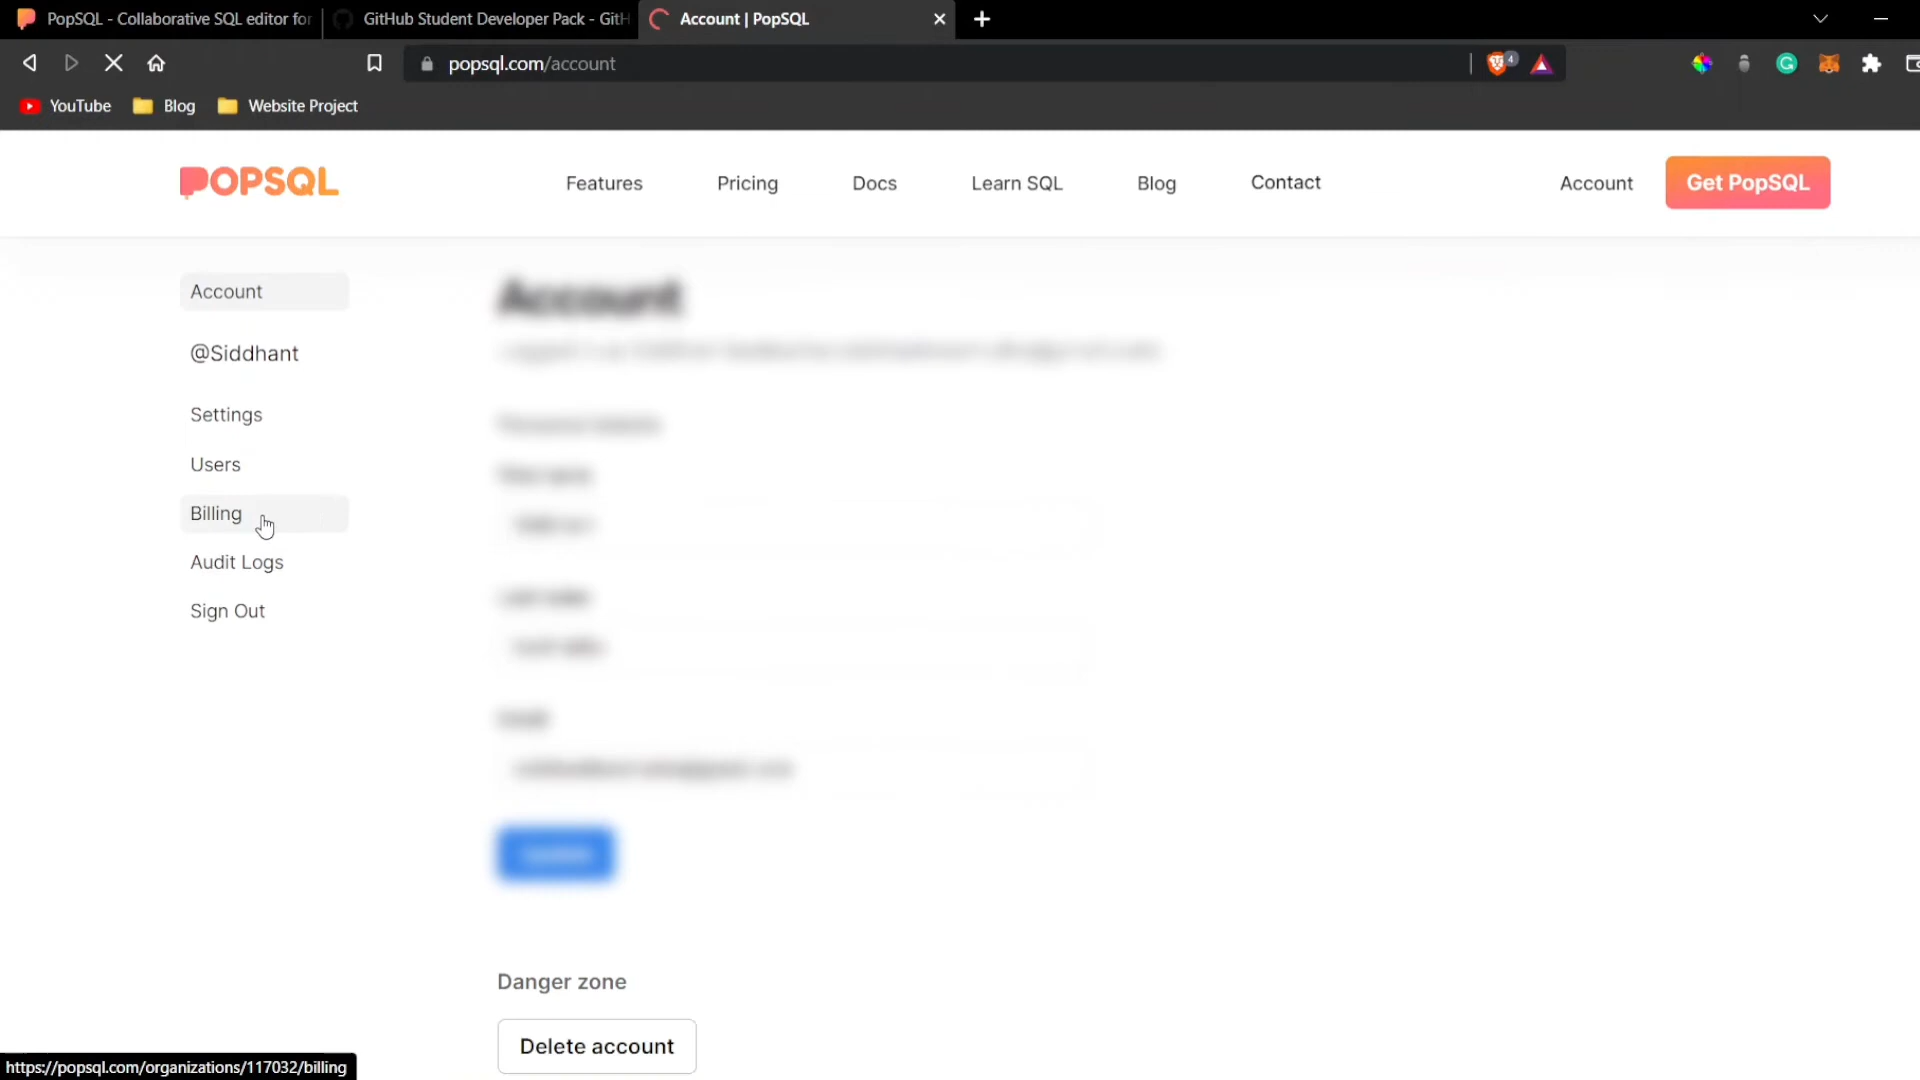 PopSQL - Collaborative SQL editor for
GitHub Student Developer Pack - GitH
Account | PopSQL
popsql.com/account
4
YouTube
Blog
Website Project
POPSQL
Features
Pricing
Docs
Learn SQL
Blog
Contact
Account
Get PopSQL
Account
@Siddhant
Settings
Users
Billing
Audit Logs
Sign Out
Account
Danger zone
Delete account
https://popsql.com/organizations/117032/billing